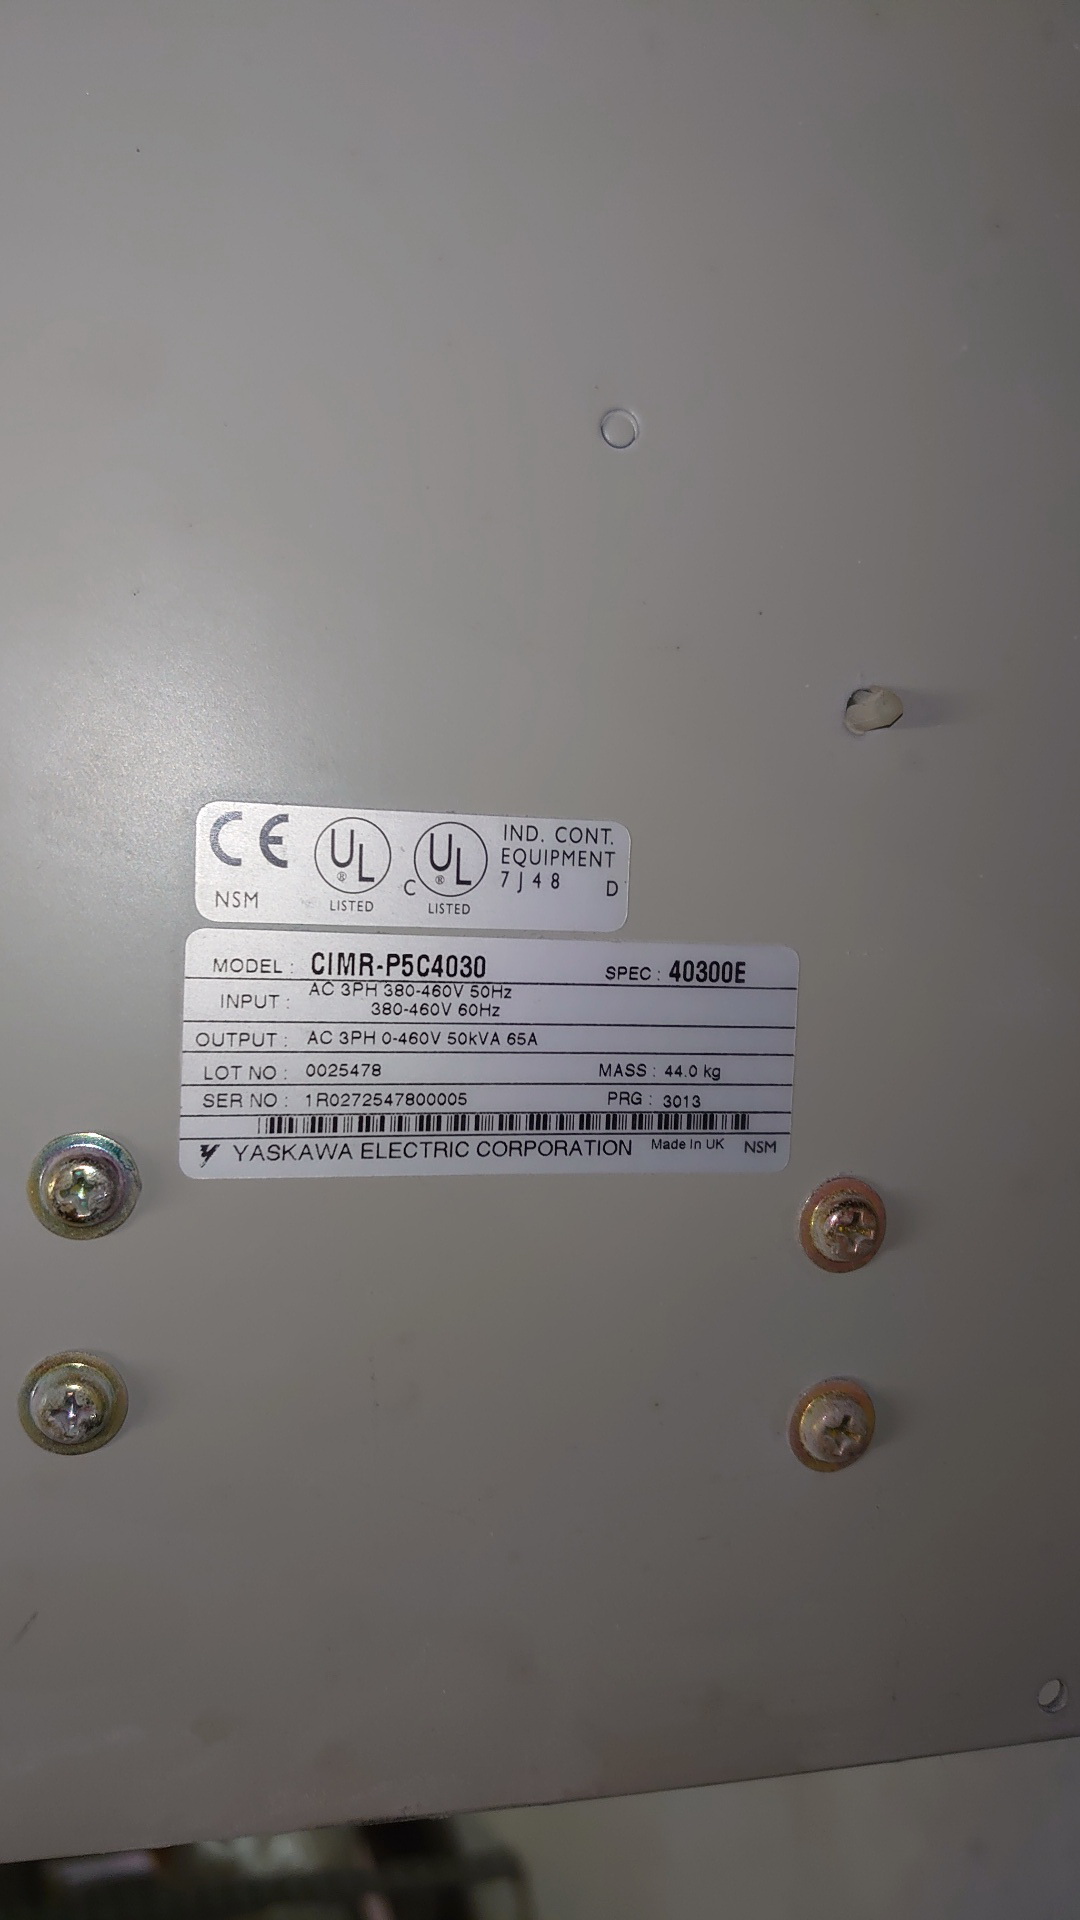 CE UL LISTED C UL LISTED IND. CONT.
EQUIPMENT
NSM 7J48 D
MODEL : CIMR-P5C4030 SPEC : 40300E
INPUT : AC 3PH 380-460V 50Hz
380-460V 60Hz
OUTPUT : AC 3PH 0-460V 50kVA 65A
LOT NO : 0025478 MASS : 44.0 kg
SER NO : 1R0272547800005 PRG : 3013
YASKAWA ELECTRIC CORPORATION Made In UK NSM